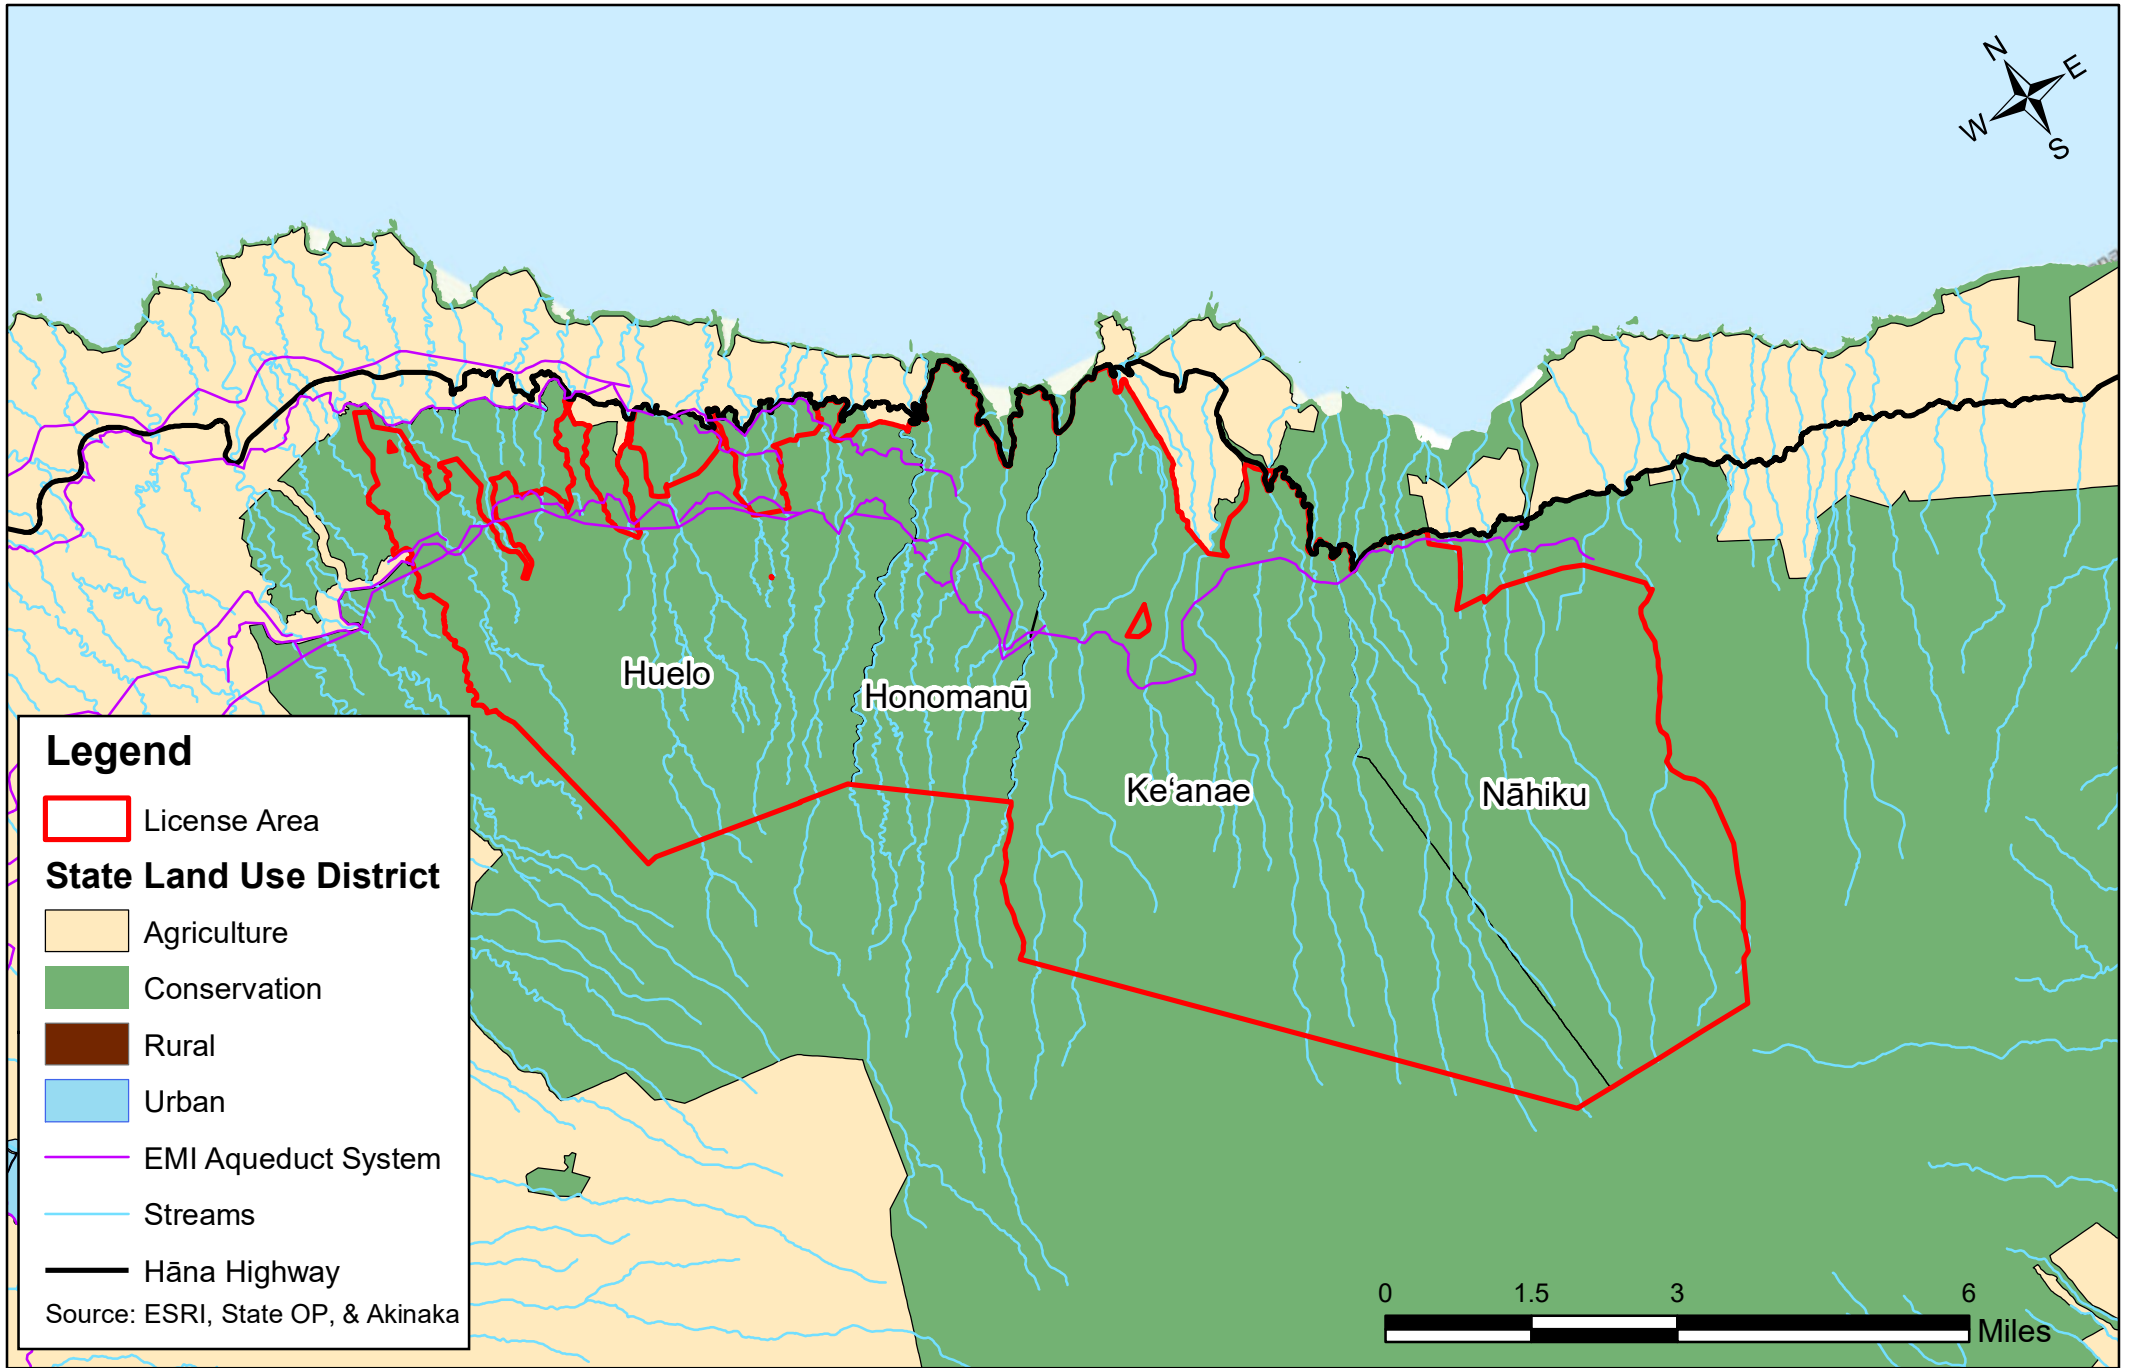 N
E
W
S
Huelo
Honomanū
Keʻanae
Nāhiku
Legend
License Area
State Land Use District
Agriculture
Conservation
Rural
Urban
EMI Aqueduct System
Streams
Hāna Highway
Source: ESRI, State OP, & Akinaka
0 1.5 3 6
Miles